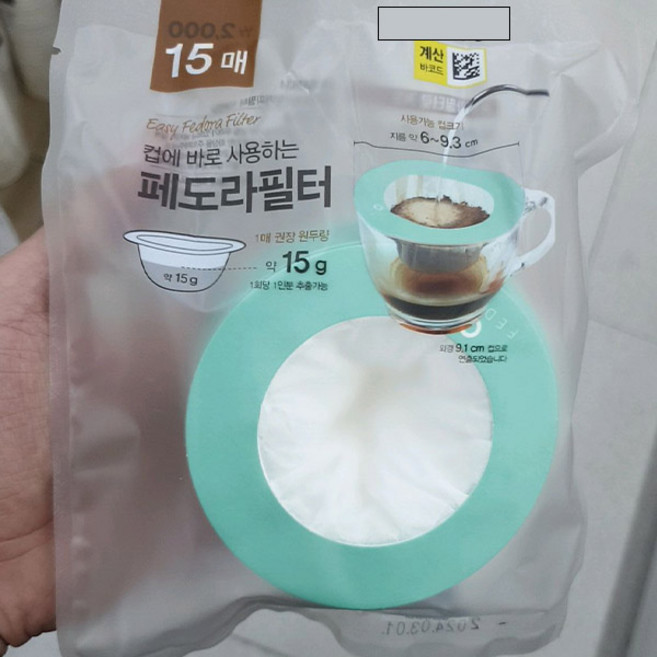 15 매
계산
바코드
Easy Fedora Filter
컵에 바로 사용하는
페도라필터
사용가능 컵크기
지름 약 6~9.3 cm
1매 권장 원두량
약 15 g
약 15 g
1회당 1인분 추출가능
외경 9.1 cm 컵으로
연출되었습니다
FED
2,000
2024.03.01.